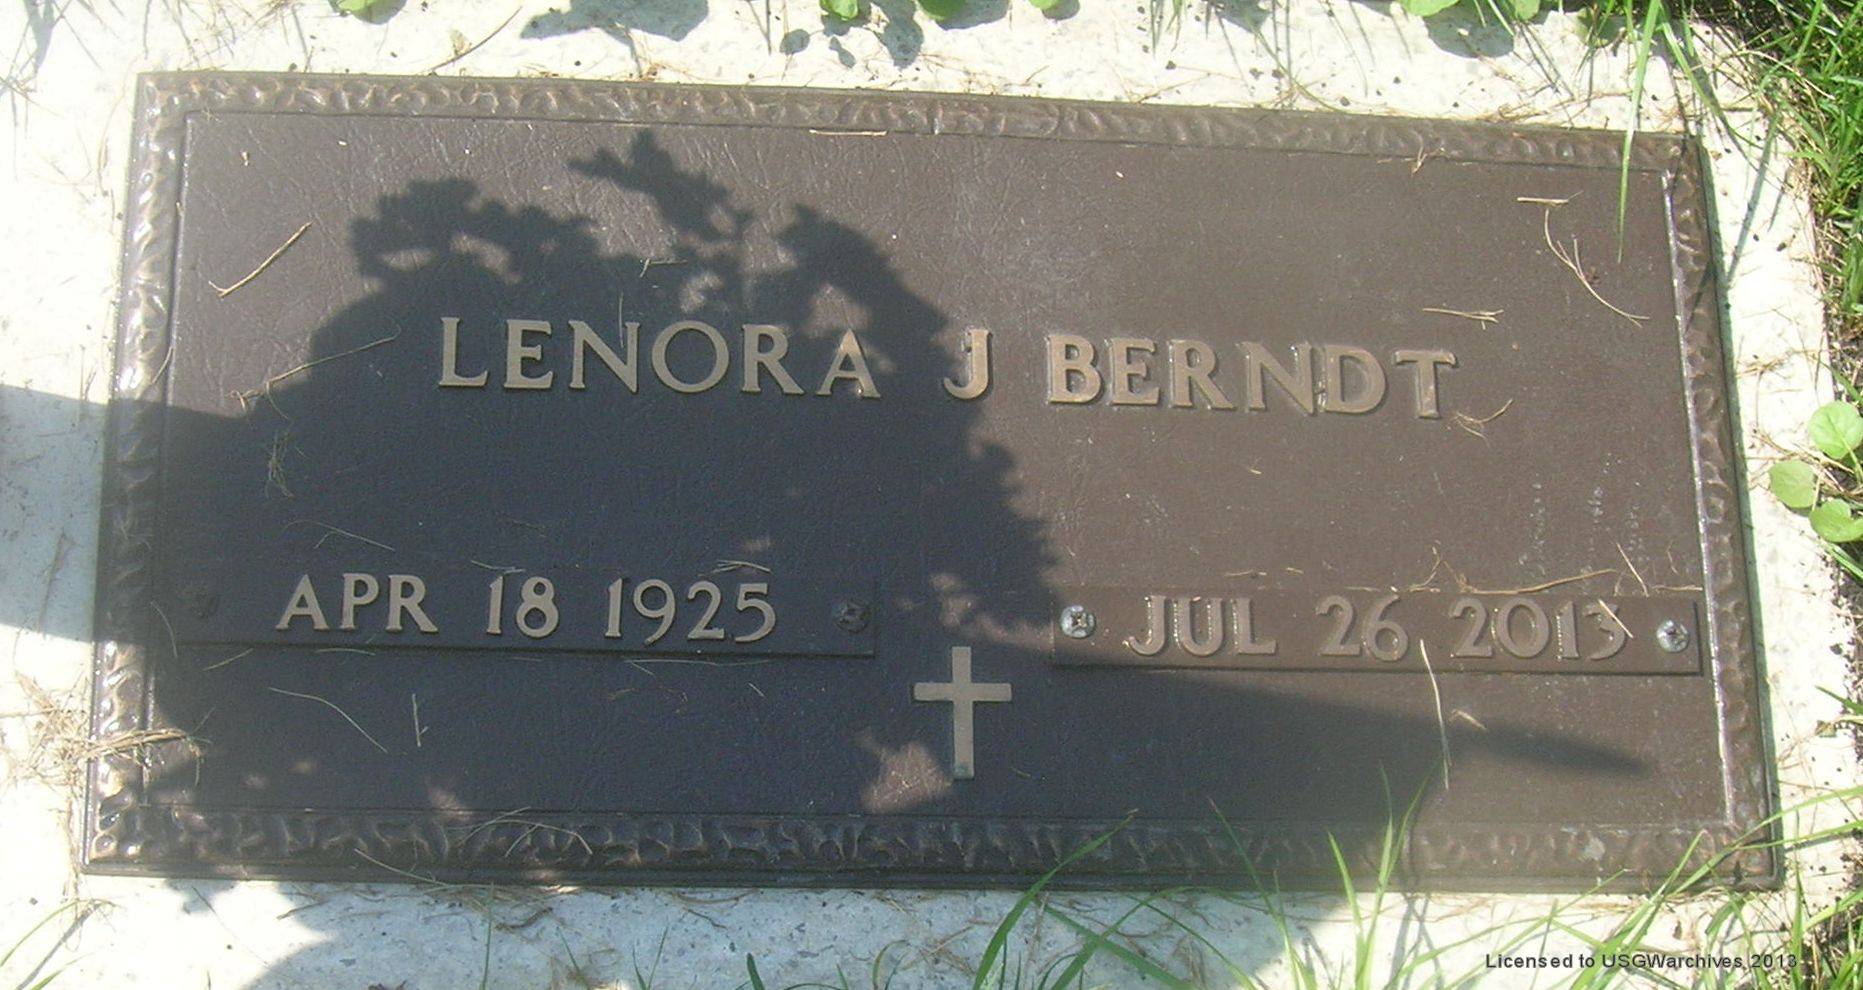 LENORA J BERNDT
APR 18 1925
JUL 26 2013
Licensed to USGWarchives 2013